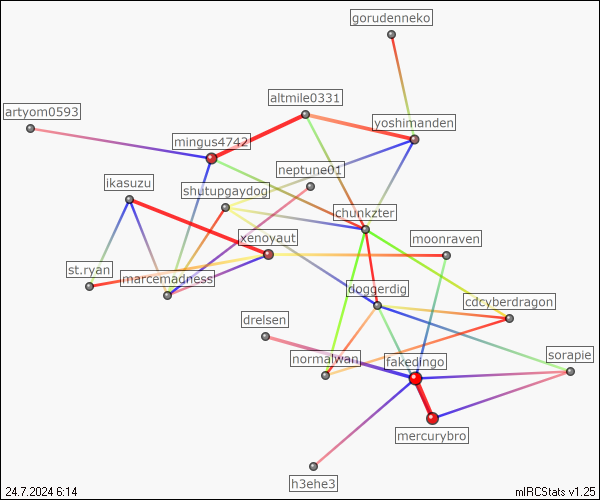 gorudenneko
altmile0331
artyom0593
yoshimanden
mingus4742
neptune01
ikasuzu
shutupgaydog
chunkzter
xenoyaut
moonraven
st.ryan
marcemadness
doggerdig
cdcyberdragon
drelsen
normalwan
fakedingo
sorapie
mercurybro
h3ehe3
24.7.2024 6:14
mIRCStats v1.25